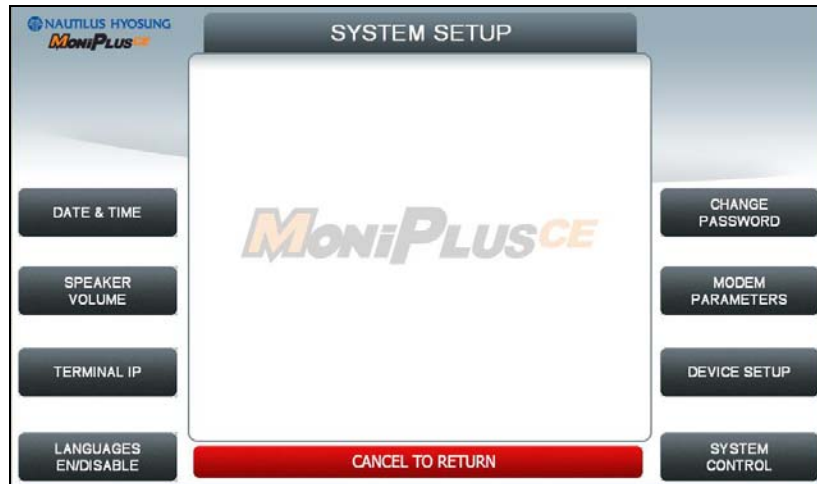 NAUTILUS HYOSUNG
MONiPLUSCE
SYSTEM SETUP
DATE & TIME
SPEAKER
VOLUME
TERMINAL IP
LANGUAGES
EN/DISABLE
MONiPLUSCE
CANCEL TO RETURN
CHANGE
PASSWORD
MODEM
PARAMETERS
DEVICE SETUP
SYSTEM
CONTROL